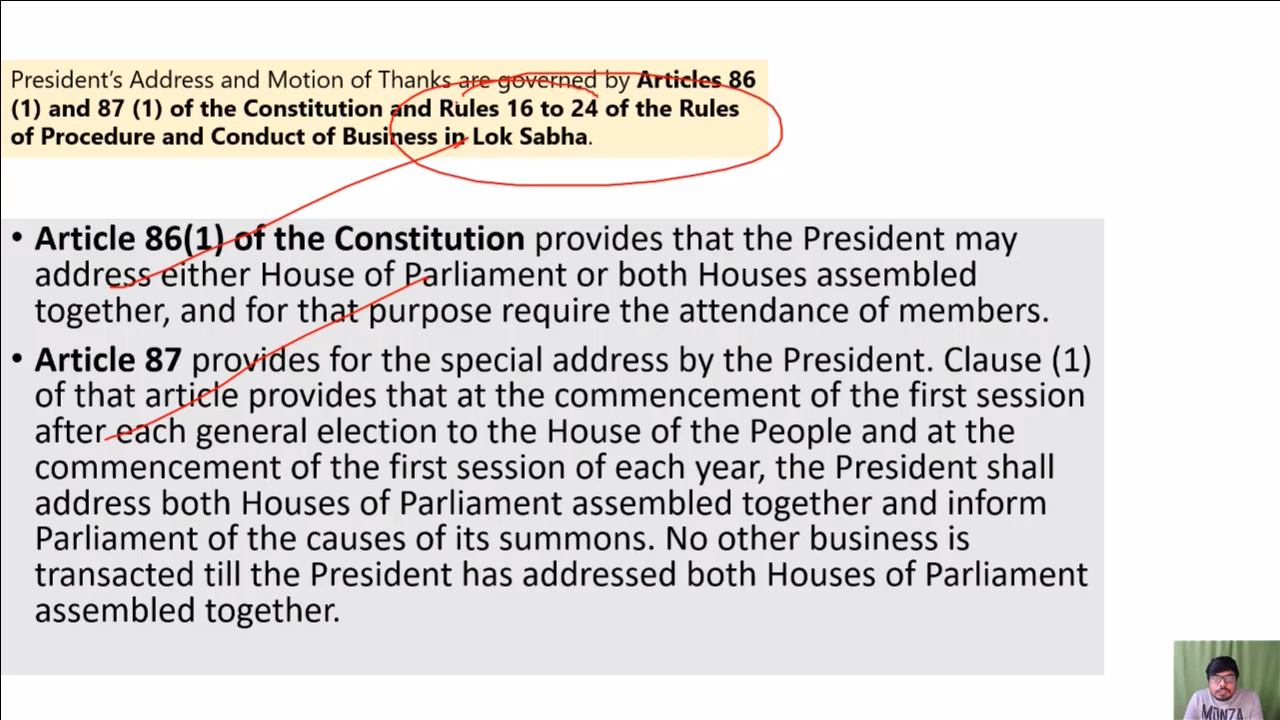 President’s Address and Motion of Thanks are governed by Articles 86
(1) and 87 (1) of the Constitution and Rules 16 to 24 of the Rules
of Procedure and Conduct of Business in Lok Sabha.
• Article 86(1) of the Constitution provides that the President may
address either House of Parliament or both Houses assembled
together, and for that purpose require the attendance of members.
• Article 87 provides for the special address by the President. Clause (1)
of that article provides that at the commencement of the first session
after each general election to the House of the People and at the
commencement of the first session of each year, the President shall
address both Houses of Parliament assembled together and inform
Parliament of the causes of its summons. No other business is
transacted till the President has addressed both Houses of Parliament
assembled together.
MONZA